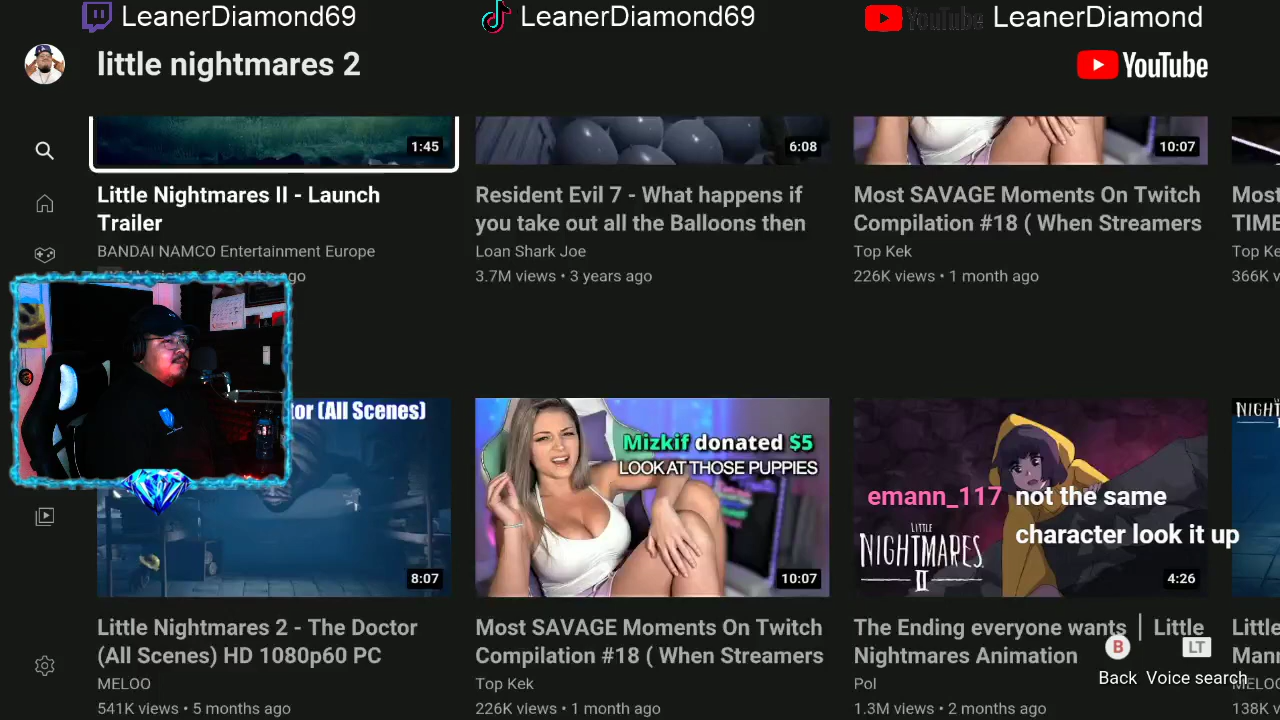 LeanerDiamond69
LeanerDiamond69
YouTube
LeanerDiamond
little nightmares 2
YouTube
1:45
6:08
10:07
Little Nightmares II - Launch
Trailer
BANDAI NAMCO Entertainment Europe
ago
Resident Evil 7 - What happens if
you take out all the Balloons then
Loan Shark Joe
3.7M views • 3 years ago
Most SAVAGE Moments On Twitch
Compilation #18 ( When Streamers
Top Kek
226K views • 1 month ago
Most
TIME
Top Ke
366K v
tor (All Scenes)
8:07
Mizkif donated $5
LOOK AT THOSE PUPPIES
10:07
emann_117 not the same
character look it up
LITTLE
NIGHTMARES
II
4:26
NIGHT
Little Nightmares 2 - The Doctor
(All Scenes) HD 1080p60 PC
MELOO
541K views • 5 months ago
Most SAVAGE Moments On Twitch
Compilation #18 ( When Streamers
Top Kek
226K views • 1 month ago
The Ending everyone wants | Little
Nightmares Animation
Pol
1.3M views • 2 months ago
Little
Mann
MELOO
138K v
B
LT
Back
Voice search